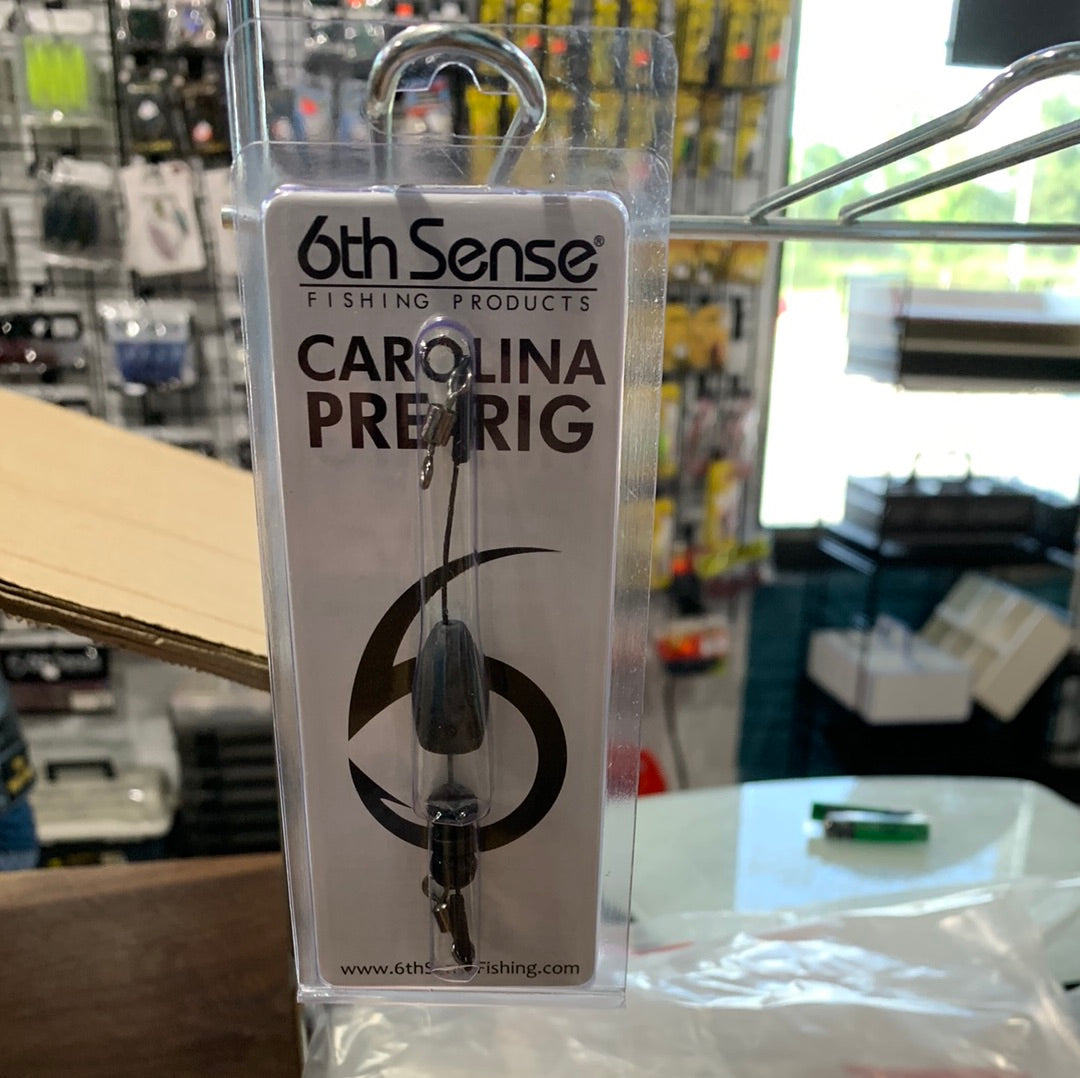 6th Sense®
FISHING PRODUCTS
CAROLINA
PRE RIG
www.6thSenseFishing.com